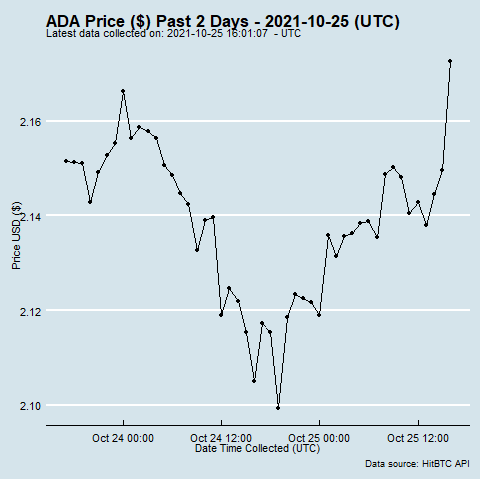 ADA Price ($) Past 2 Days - 2021-10-25 (UTC)
Latest data collected on: 2021-10-25 16:01:07 - UTC
2.16
2.14
2.12
2.10
Price USD ($)
Oct 24 00:00 Oct 24 12:00 Oct 25 00:00 Oct 25 12:00
Date Time Collected (UTC)
Data source: HitBTC API